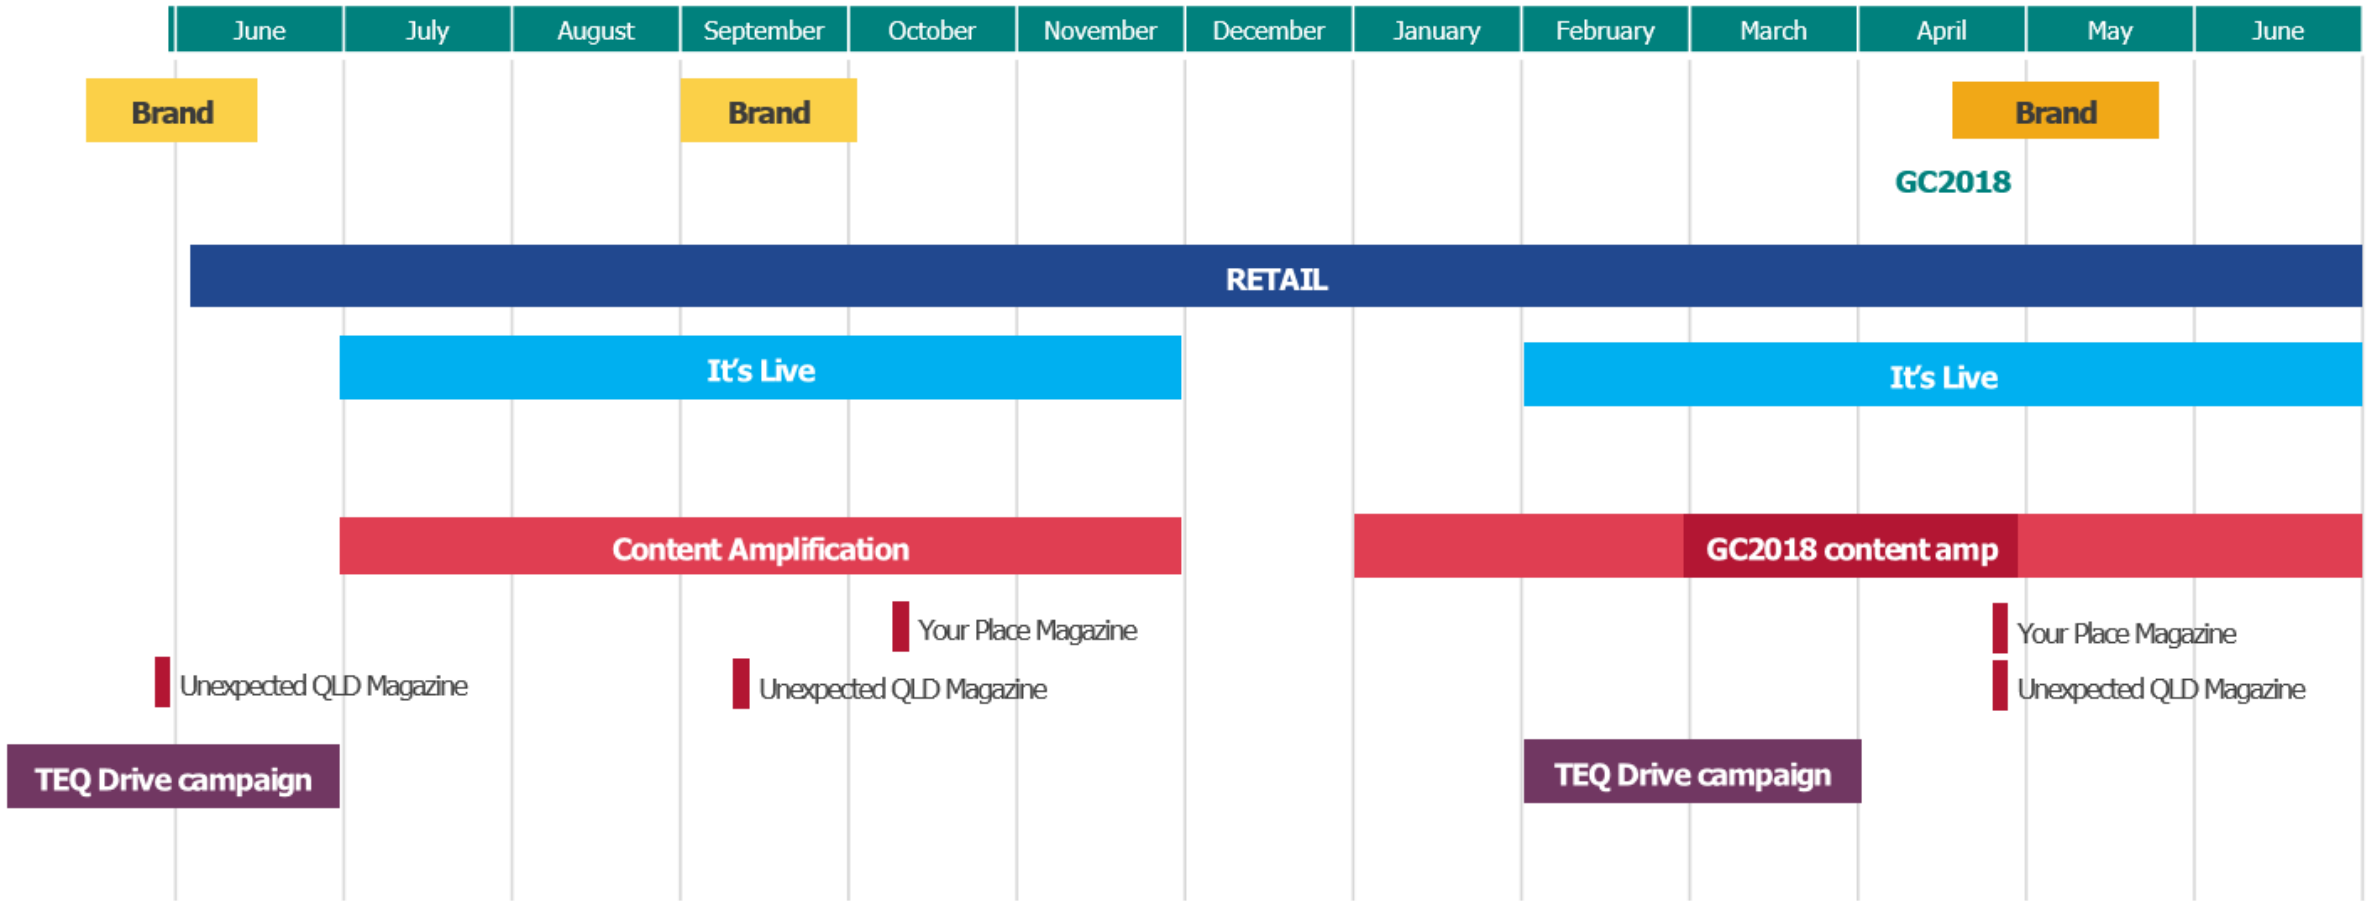 June July August September October November December January February March April May June
Brand Brand Brand
GC2018
RETAIL
It's Live It's Live
Content Amplification GC2018 content amp
Your Place Magazine Your Place Magazine
Unexpected QLD Magazine Unexpected QLD Magazine Unexpected QLD Magazine
TEQ Drive campaign TEQ Drive campaign